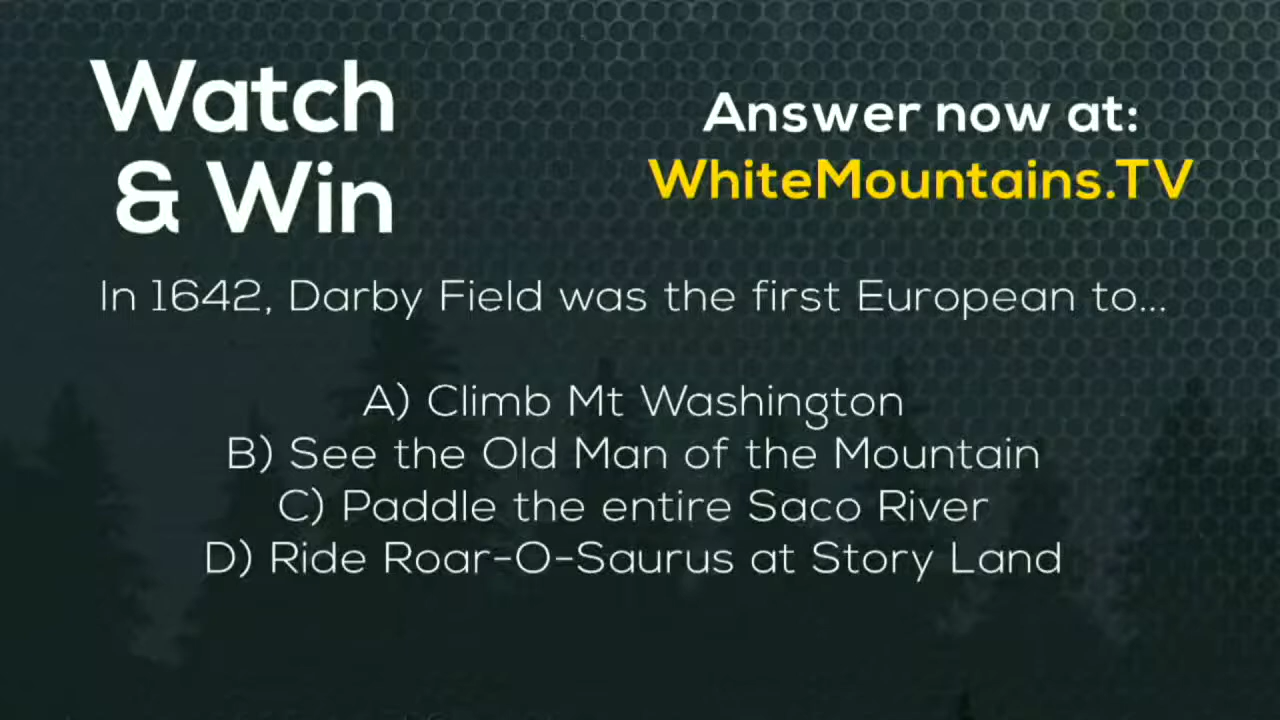 Watch
& Win
Answer now at:
WhiteMountains.TV
In 1642, Darby Field was the first European to...
A) Climb Mt Washington
B) See the Old Man of the Mountain
C) Paddle the entire Saco River
D) Ride Roar-O-Saurus at Story Land